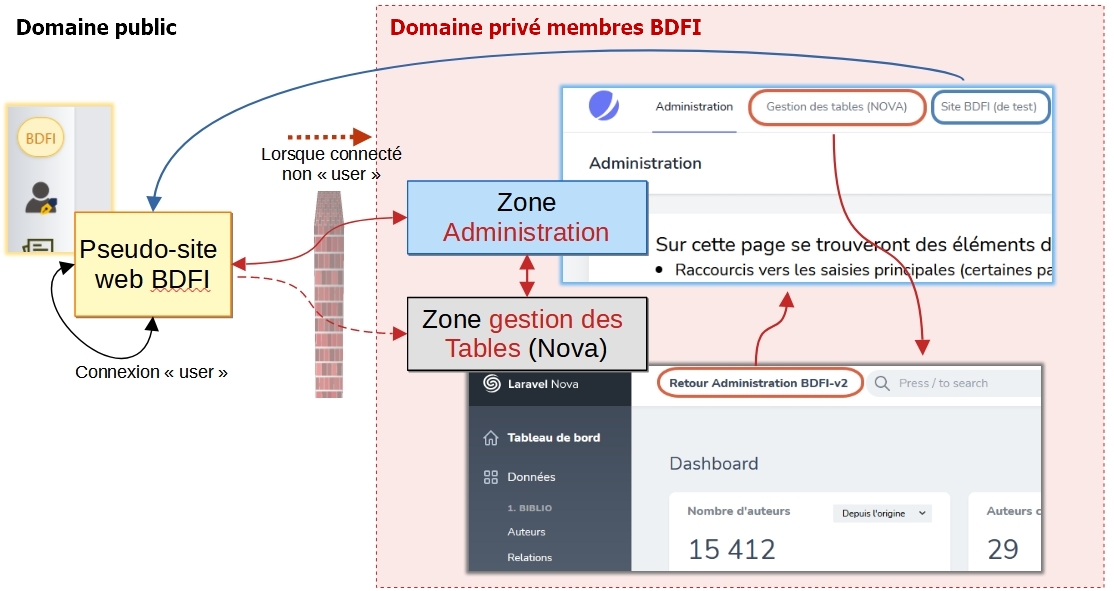 Domaine public
Domaine privé membres BDFI
BDFI
Lorsque connecté
non « user »
Administration
Gestion des tables (NOVA)
Site BDFI (de test)
Administration
Zone
Administration
Sur cette page se trouveront des éléments d
Raccourcis vers les saisies principales (certaines pa
Pseudo-site
web BDFI
Connexion « user »
Zone gestion des
Tables (Nova)
Laravel Nova
Retour Administration BDFI-v2
Press / to search
Tableau de bord
Données
1. BIBLIO
Auteurs
Relations
Dashboard
Nombre d'auteurs
Depuis l'origine
15 412
Auteurs c
29